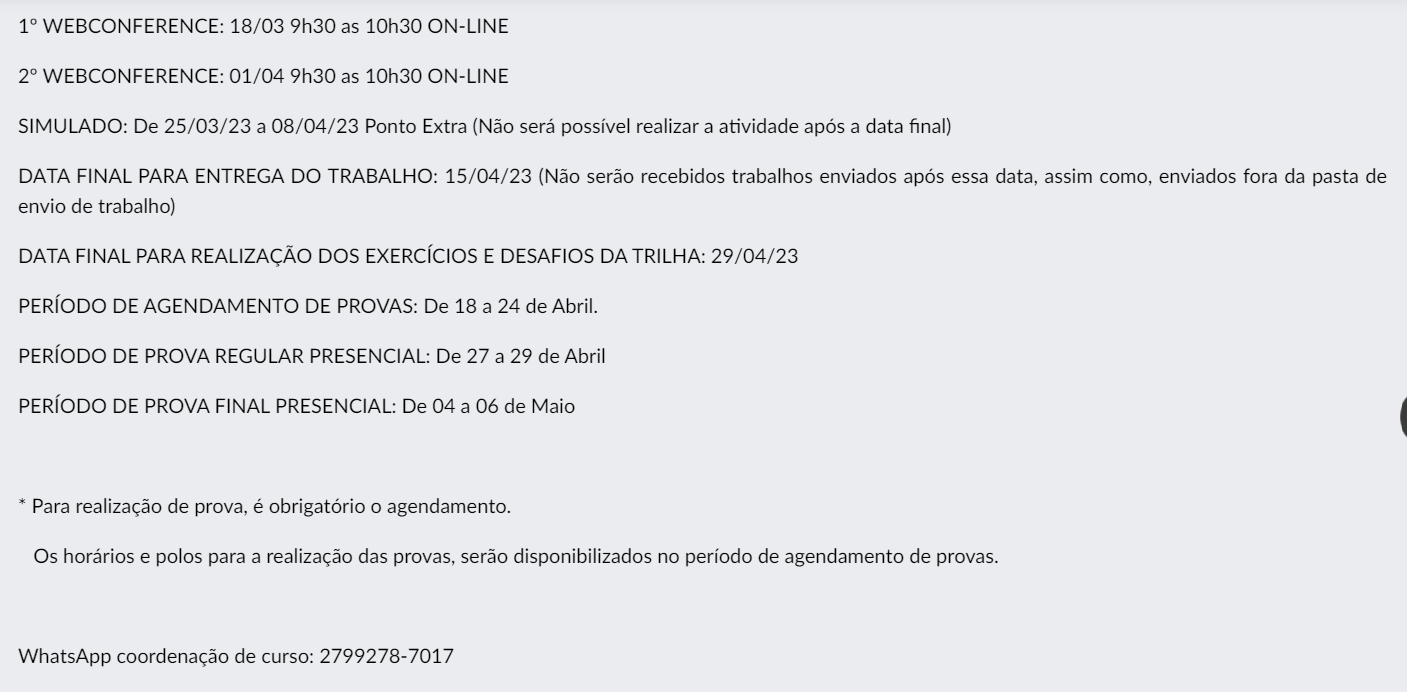 1º WEBCONFERENCE: 18/03 9h30 as 10h30 ON-LINE
2º WEBCONFERENCE: 01/04 9h30 as 10h30 ON-LINE
SIMULADO: De 25/03/23 a 08/04/23 Ponto Extra (Não será possível realizar a atividade após a data final)
DATA FINAL PARA ENTREGA DO TRABALHO: 15/04/23 (Não serão recebidos trabalhos enviados após essa data, assim como, enviados fora da pasta de
envio de trabalho)
DATA FINAL PARA REALIZAÇÃO DOS EXERCÍCIOS E DESAFIOS DA TRILHA: 29/04/23
PERÍODO DE AGENDAMENTO DE PROVAS: De 18 a 24 de Abril.
PERÍODO DE PROVA REGULAR PRESENCIAL: De 27 a 29 de Abril
PERÍODO DE PROVA FINAL PRESENCIAL: De 04 a 06 de Maio
* Para realização de prova, é obrigatório o agendamento.
Os horários e polos para a realização das provas, serão disponibilizados no período de agendamento de provas.
WhatsApp coordenação de curso: 2799278-7017